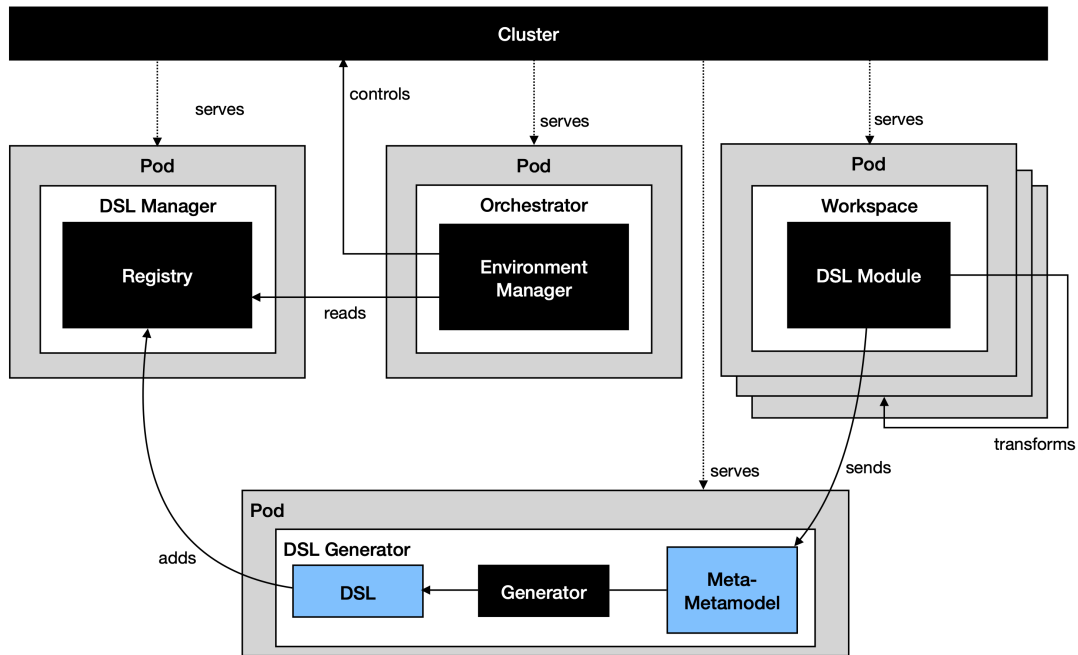 Cluster
controls
serves
serves
serves
Pod
DSL Manager
Registry
Pod
Orchestrator
Environment
Manager
reads
Pod
Workspace
DSL Module
transforms
serves
sends
Pod
DSL Generator
adds
DSL
Generator
Meta-
Metamodel